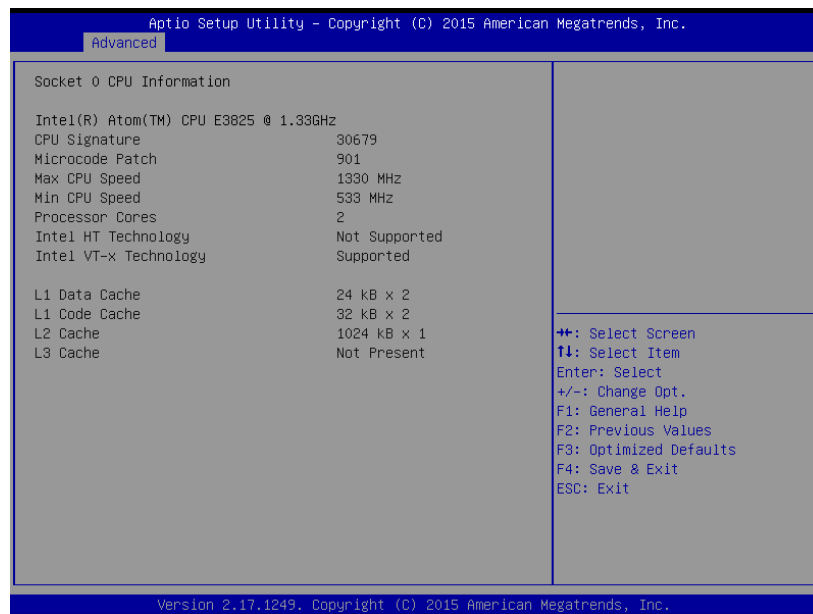 Aptio Setup Utility – Copyright (C) 2015 American Megatrends, Inc.
Advanced
Socket 0 CPU Information
Intel(R) Atom(TM) CPU E3825 @ 1.33GHz
CPU Signature 30679
Microcode Patch 901
Max CPU Speed 1330 MHz
Min CPU Speed 533 MHz
Processor Cores 2
Intel HT Technology Not Supported
Intel VT-x Technology Supported
L1 Data Cache 24 kB x 2
L1 Code Cache 32 kB x 2
L2 Cache 1024 kB x 1
L3 Cache Not Present
→←: Select Screen
↑↓: Select Item
Enter: Select
+/-: Change Opt.
F1: General Help
F2: Previous Values
F3: Optimized Defaults
F4: Save & Exit
ESC: Exit
Version 2.17.1249. Copyright (C) 2015 American Megatrends, Inc.